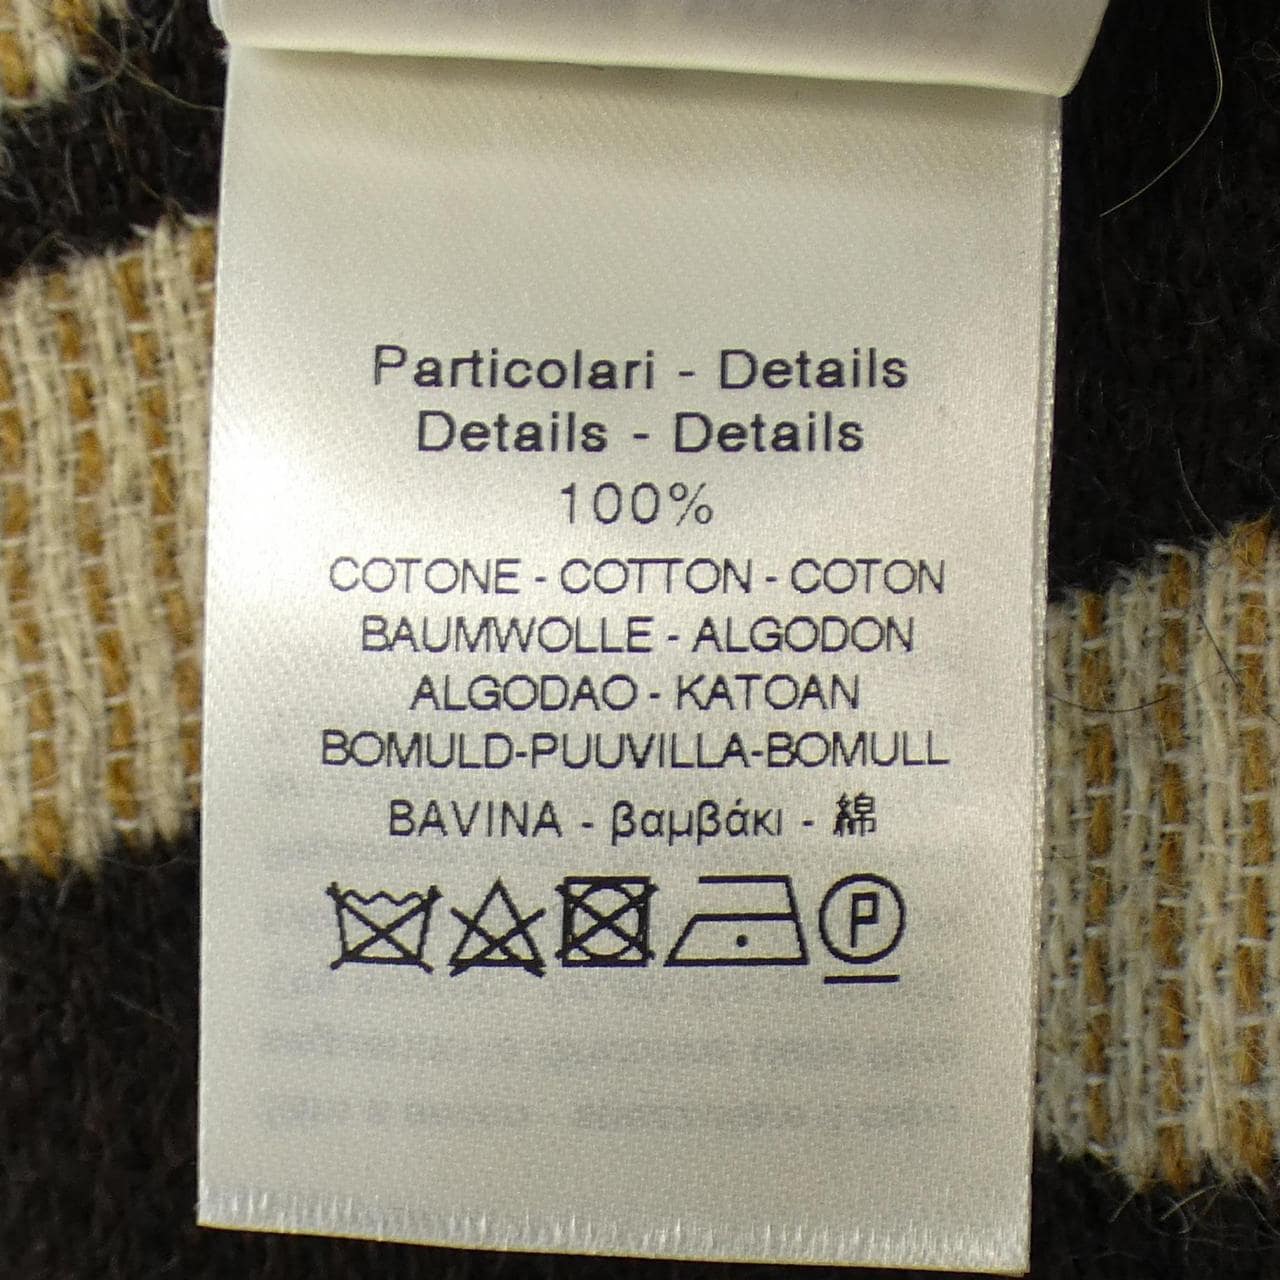 Particolari - Details
Details - Details
100%
COTONE - COTTON - COTON
BAUMWOLLE - ALGODON
ALGODAO - KATOAN
BOMULD-PUUVILLA-BOMULL
BAVINA - βαμβάκι - 綿
P